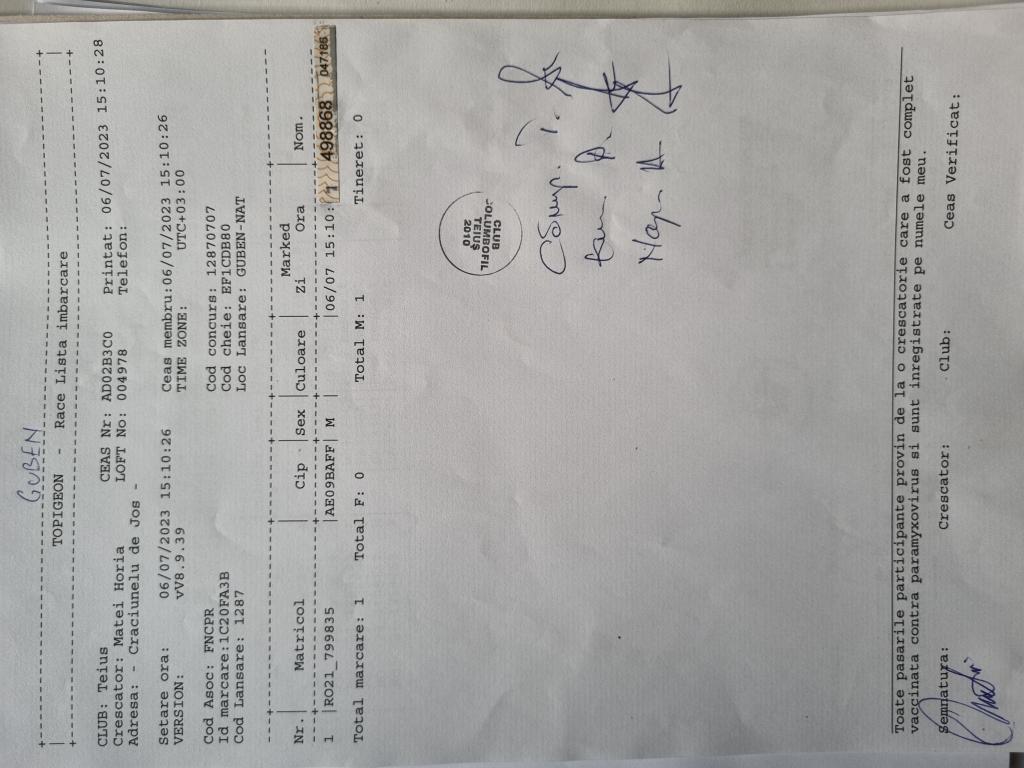 GUBEN
TOPIGEON - Race Lista imbarcare
CLUB: Teius CEAS Nr: AD02B3C0 Printat: 06/07/2023 15:10:28
Crescator: Matei Horia LOFT No: 004978 Telefon:
Adresa: - Craciunelu de Jos -
Setare ora: 06/07/2023 15:10:26 Ceas membru:06/07/2023 15:10:26
VERSION: vV8.9.39 TIME ZONE: UTC+03:00
Cod Asoc: FNCPR Cod concurs: 12870707
Id marcare:1C20FA3B Cod cheie: EF1CDB80
Cod Lansare: 1287 Loc Lansare: GUBEN-NAT
Marked
Nr. | Matricol | Cip | Sex | Culoare | Zi Ora | Nom.
1 |RO21_799835 |AE09BAFF| M | |06/07 15:10: 1 498868 047186
Total marcare: 1 Total F: 0 Total M: 1 Tineret: 0
CLUB
COLUMBOFIL
TEIUŞ
2010
Toate pasarile participante provin de la o crescatorie care a fost complet
vaccinata contra paramyxovirus si sunt inregistrate pe numele meu.
Semnatura: Crescator: Club: Ceas Verificat: